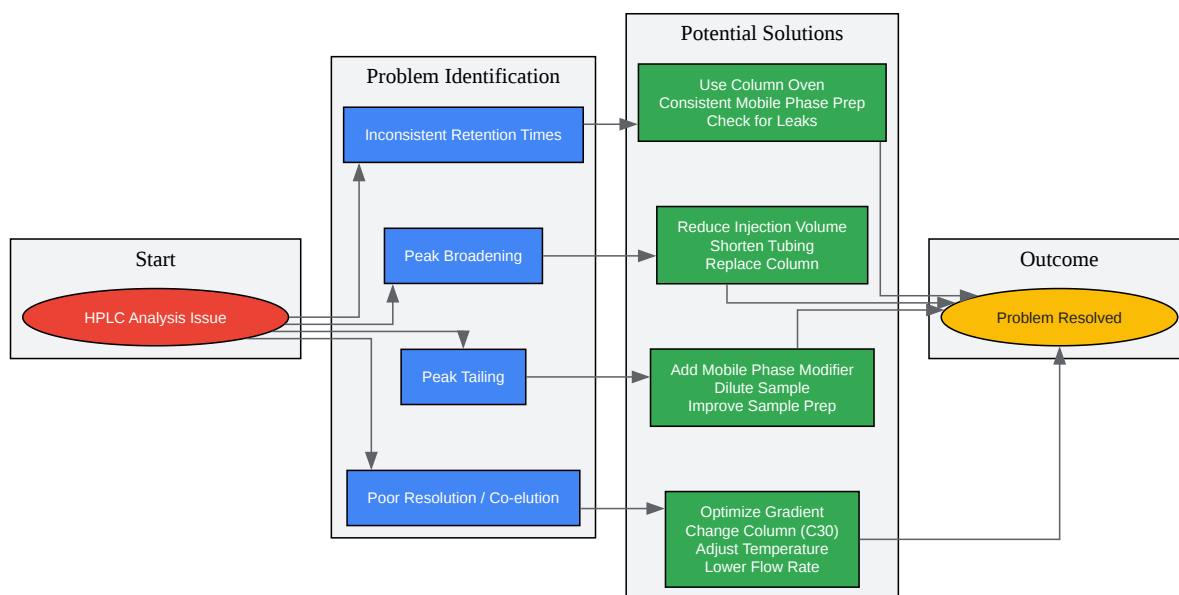 Start
HPLC Analysis Issue
Problem Identification
Inconsistent Retention Times
Peak Broadening
Peak Tailing
Poor Resolution / Co-elution
Potential Solutions
Use Column Oven
Consistent Mobile Phase Prep
Check for Leaks
Reduce Injection Volume
Shorten Tubing
Replace Column
Add Mobile Phase Modifier
Dilute Sample
Improve Sample Prep
Optimize Gradient
Change Column (C30)
Adjust Temperature
Lower Flow Rate
Outcome
Problem Resolved